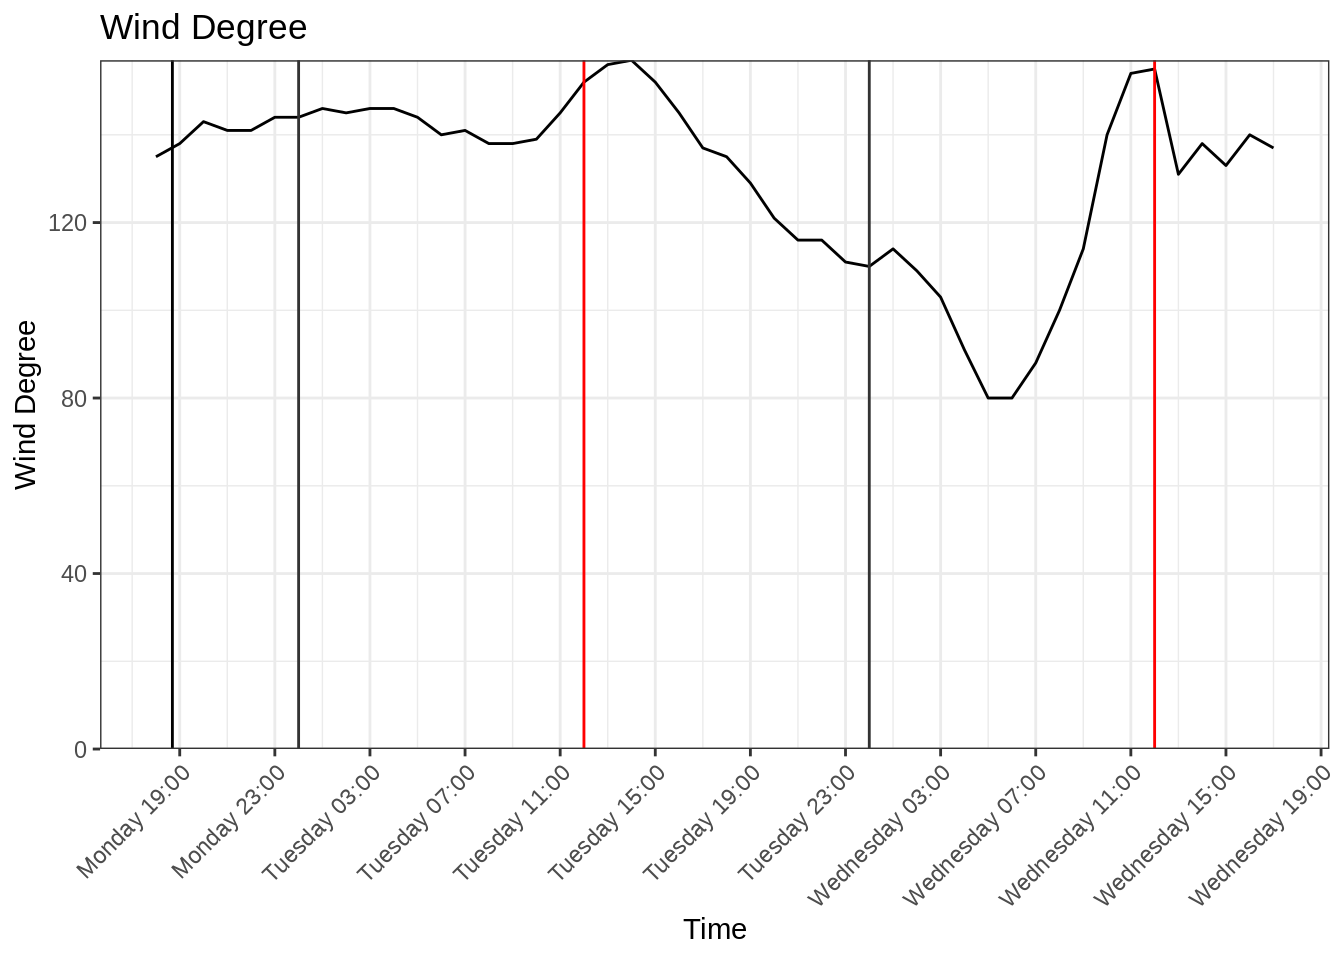 Wind Degree
Wind Degree
120
80
40
0
Monday 19:00
Monday 23:00
Tuesday 03:00
Tuesday 07:00
Tuesday 11:00
Tuesday 15:00
Tuesday 19:00
Tuesday 23:00
Wednesday 03:00
Wednesday 07:00
Wednesday 11:00
Wednesday 15:00
Wednesday 19:00
Time